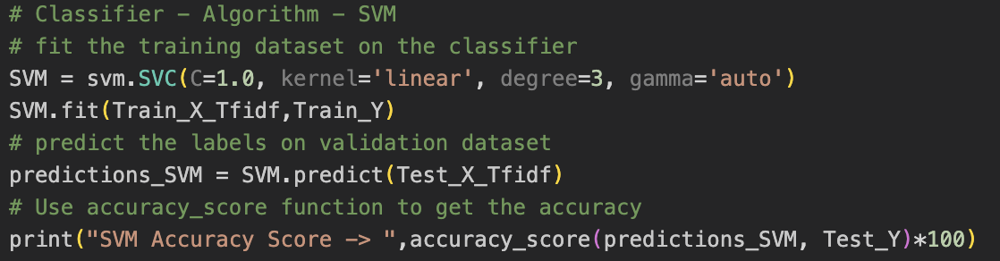 # Classifier - Algorithm - SVM
# fit the training dataset on the classifier
SVM = svm.SVC(C=1.0, kernel='linear', degree=3, gamma='auto')
SVM.fit(Train_X_Tfidf,Train_Y)
# predict the labels on validation dataset
predictions_SVM = SVM.predict(Test_X_Tfidf)
# Use accuracy_score function to get the accuracy
print("SVM Accuracy Score -> ",accuracy_score(predictions_SVM, Test_Y)*100)